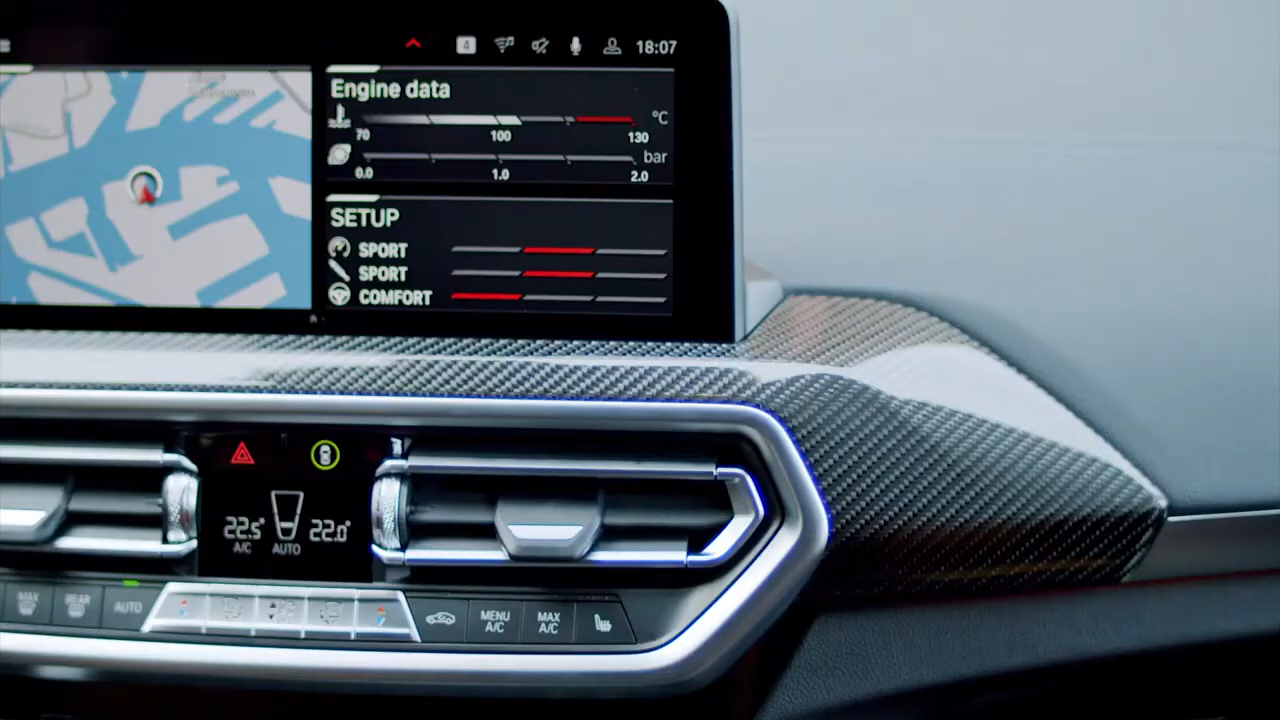 4 18:07
Engine data
°C
70 100 130
bar
0.0 1.0 2.0
SETUP
SPORT
SPORT
COMFORT
22.5° 22.0°
A/C AUTO
MAX REAR AUTO
MENU A/C
MAX A/C